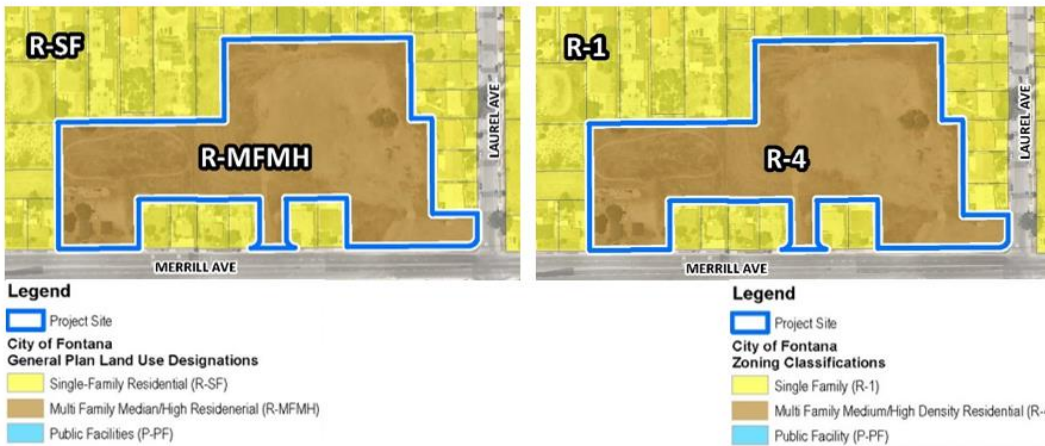 R-SF
R-MFMH
LAUREL AVE
MERRILL AVE
Legend
Project Site
City of Fontana
General Plan Land Use Designations
Single-Family Residential (R-SF)
Multi Family Median/High Residenerial (R-MFMH)
Public Facilities (P-PF)
R-1
R-4
LAUREL AVE
MERRILL AVE
Legend
Project Site
City of Fontana
Zoning Classifications
Single Family (R-1)
Multi Family Medium/High Density Residential (R-4
Public Facility (P-PF)